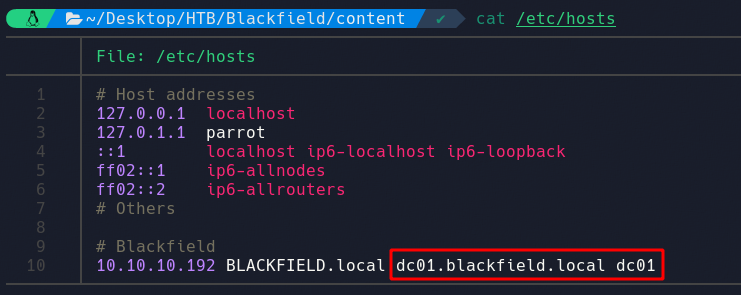 ~/Desktop/HTB/Blackfield/content ✔ cat /etc/hosts
File: /etc/hosts
1 # Host addresses
2 127.0.0.1 localhost
3 127.0.1.1 parrot
4 ::1 localhost ip6-localhost ip6-loopback
5 ff02::1 ip6-allnodes
6 ff02::2 ip6-allrouters
7 # Others
8
9 # Blackfield
10 10.10.10.192 BLACKFIELD.local dc01.blackfield.local dc01